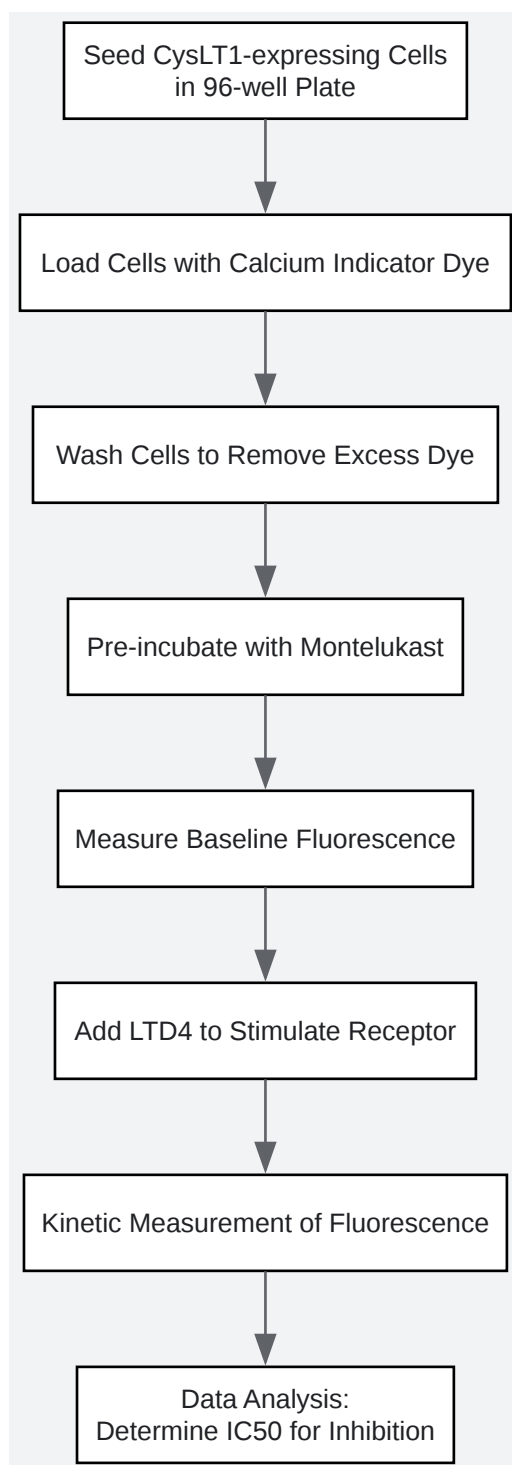 Seed CysLT1-expressing Cells
in 96-well Plate
Load Cells with Calcium Indicator Dye
Wash Cells to Remove Excess Dye
Pre-incubate with Montelukast
Measure Baseline Fluorescence
Add LTD4 to Stimulate Receptor
Kinetic Measurement of Fluorescence
Data Analysis:
Determine IC50 for Inhibition